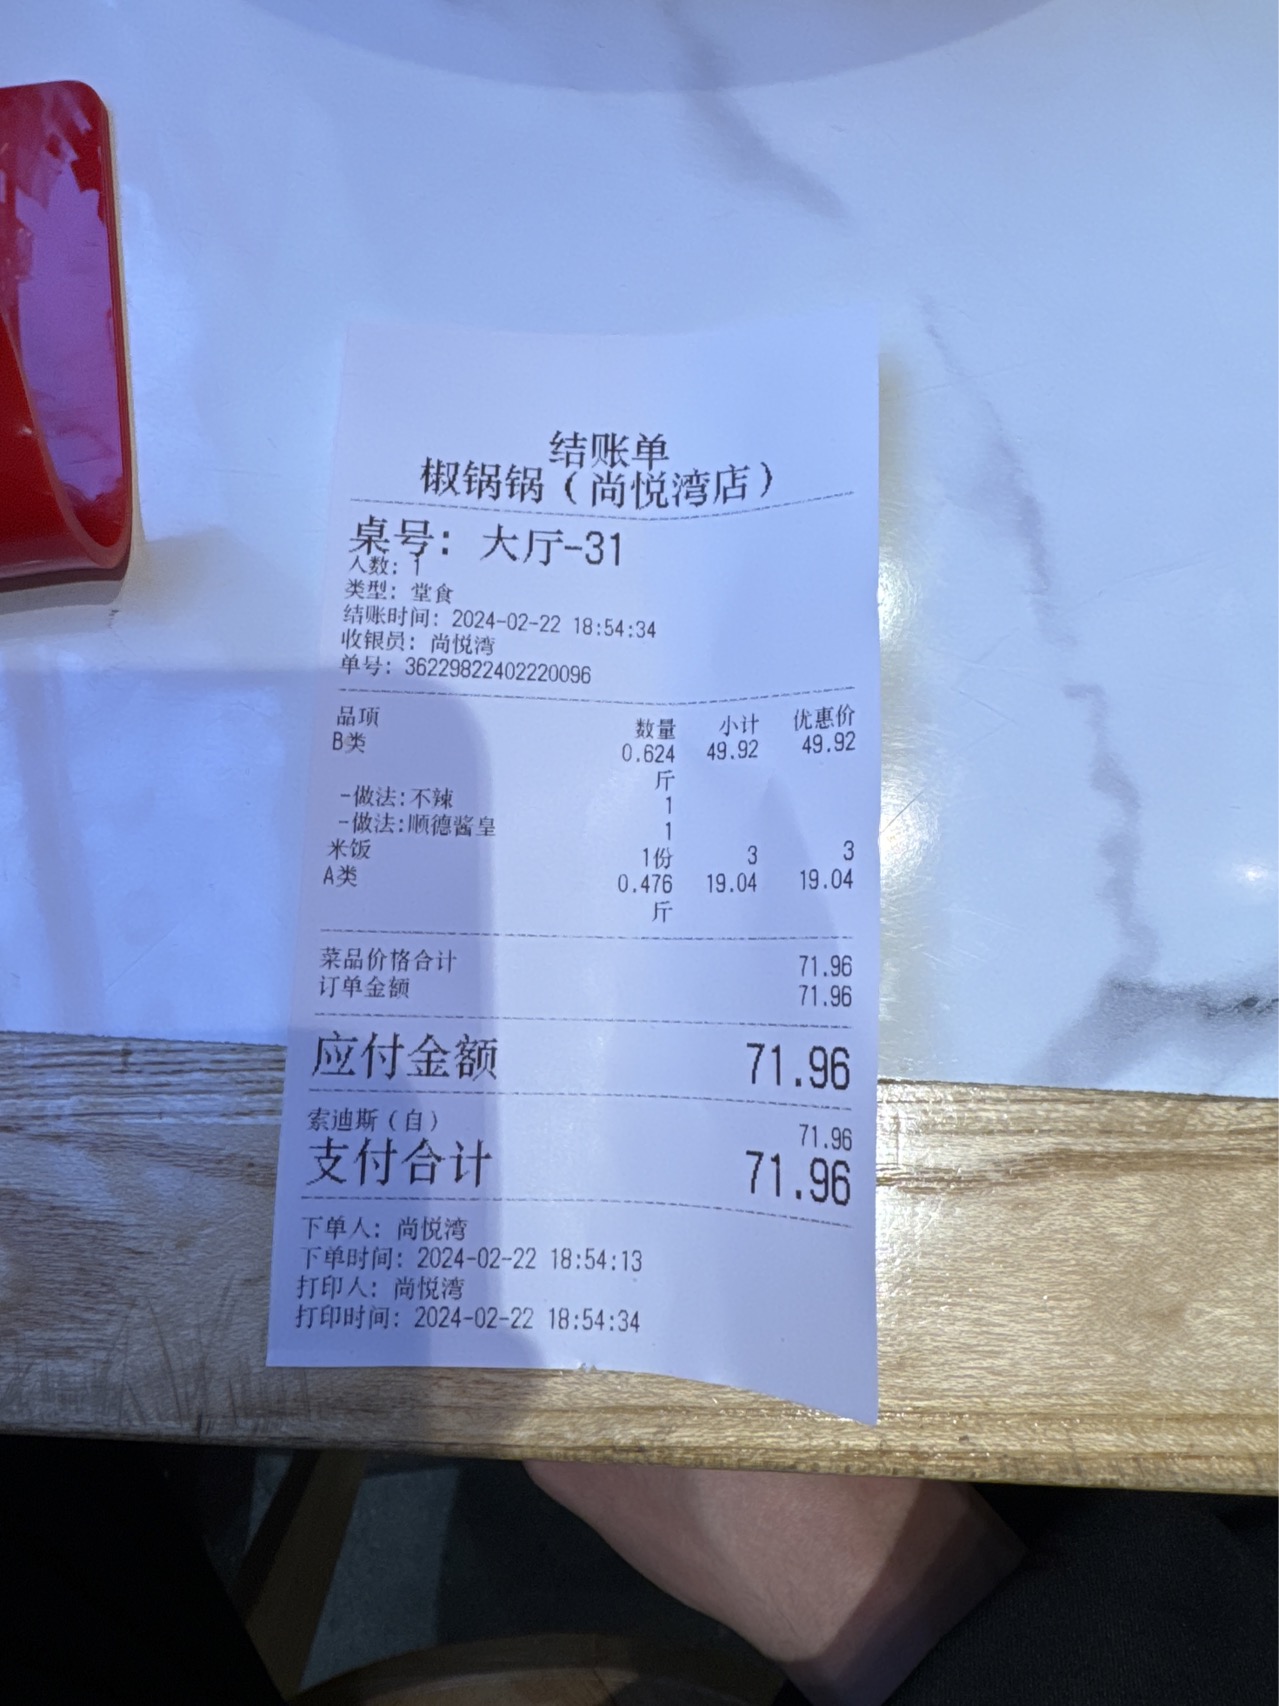 结账单
椒锅锅（尚悦湾店）
桌号：大厅-31
人数：1
类型：堂食
结账时间：2024-02-22 18:54:34
收银员：尚悦湾
单号：36229822402220096
品项 数量 小计 优惠价
B类 0.624 49.92 49.92
斤
-做法:不辣 1
-做法:顺德酱皇 1
米饭 1份 3 3
A类 0.476 19.04 19.04
斤
菜品价格合计 71.96
订单金额 71.96
应付金额 71.96
索迪斯（自） 71.96
支付合计 71.96
下单人：尚悦湾
下单时间：2024-02-22 18:54:13
打印人：尚悦湾
打印时间：2024-02-22 18:54:34